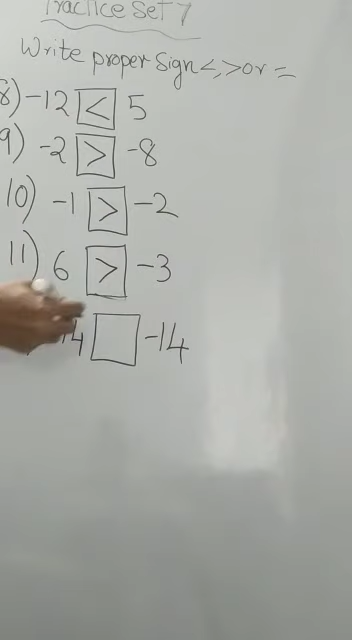 Practice Set 7
Write proper Sign <, > or =
8) -12 < 5
9) -2 > -8
10) -1 > -2
11) 6 > -3
4 -14